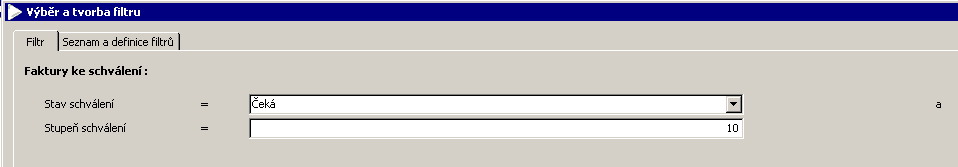 Výběr a tvorba filtru
Filtr Seznam a definice filtrů
Faktury ke schválení :
Stav schválení = Čeká a
Stupeň schválení = 10